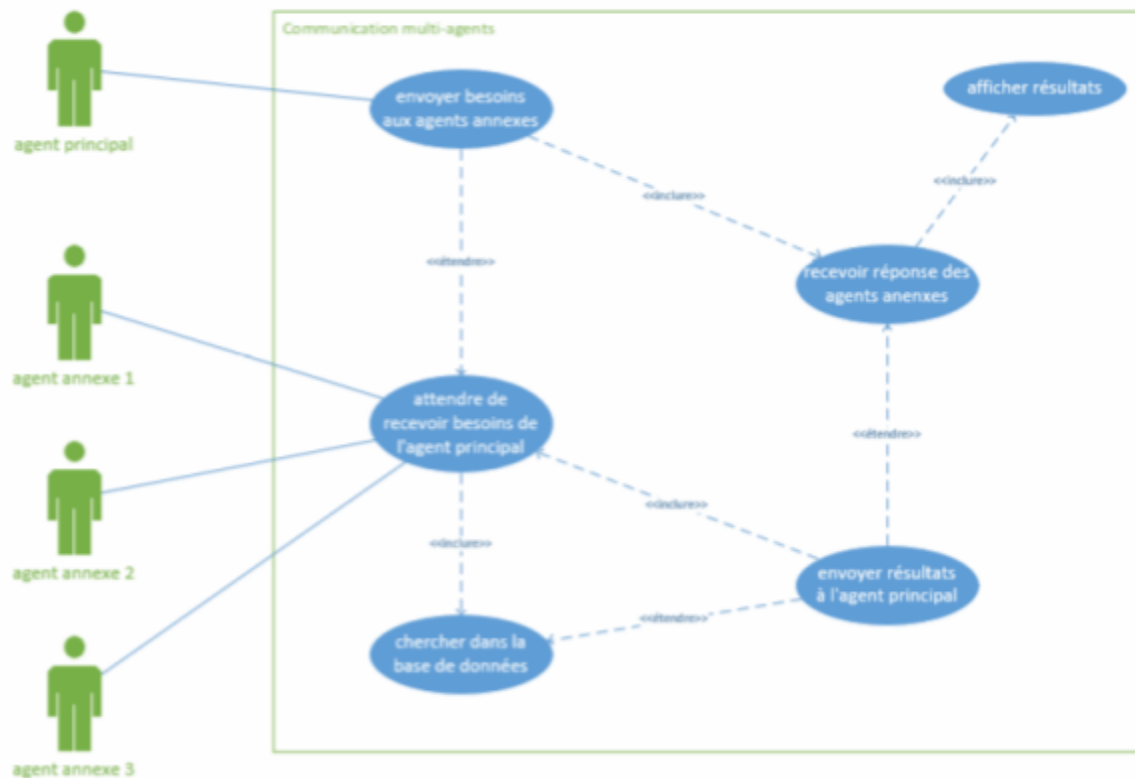 Communication multi-agents
agent principal
envoyer besoins
aux agents annexes
afficher résultats
<<inclure>>
<<inclure>>
<<étendre>>
recevoir réponse des
agents anenxes
agent annexe 1
attendre de
recevoir besoins de
l'agent principal
<<étendre>>
agent annexe 2
<<inclure>>
<<inclure>>
envoyer résultats
à l'agent principal
<<étendre>>
chercher dans la
base de données
agent annexe 3